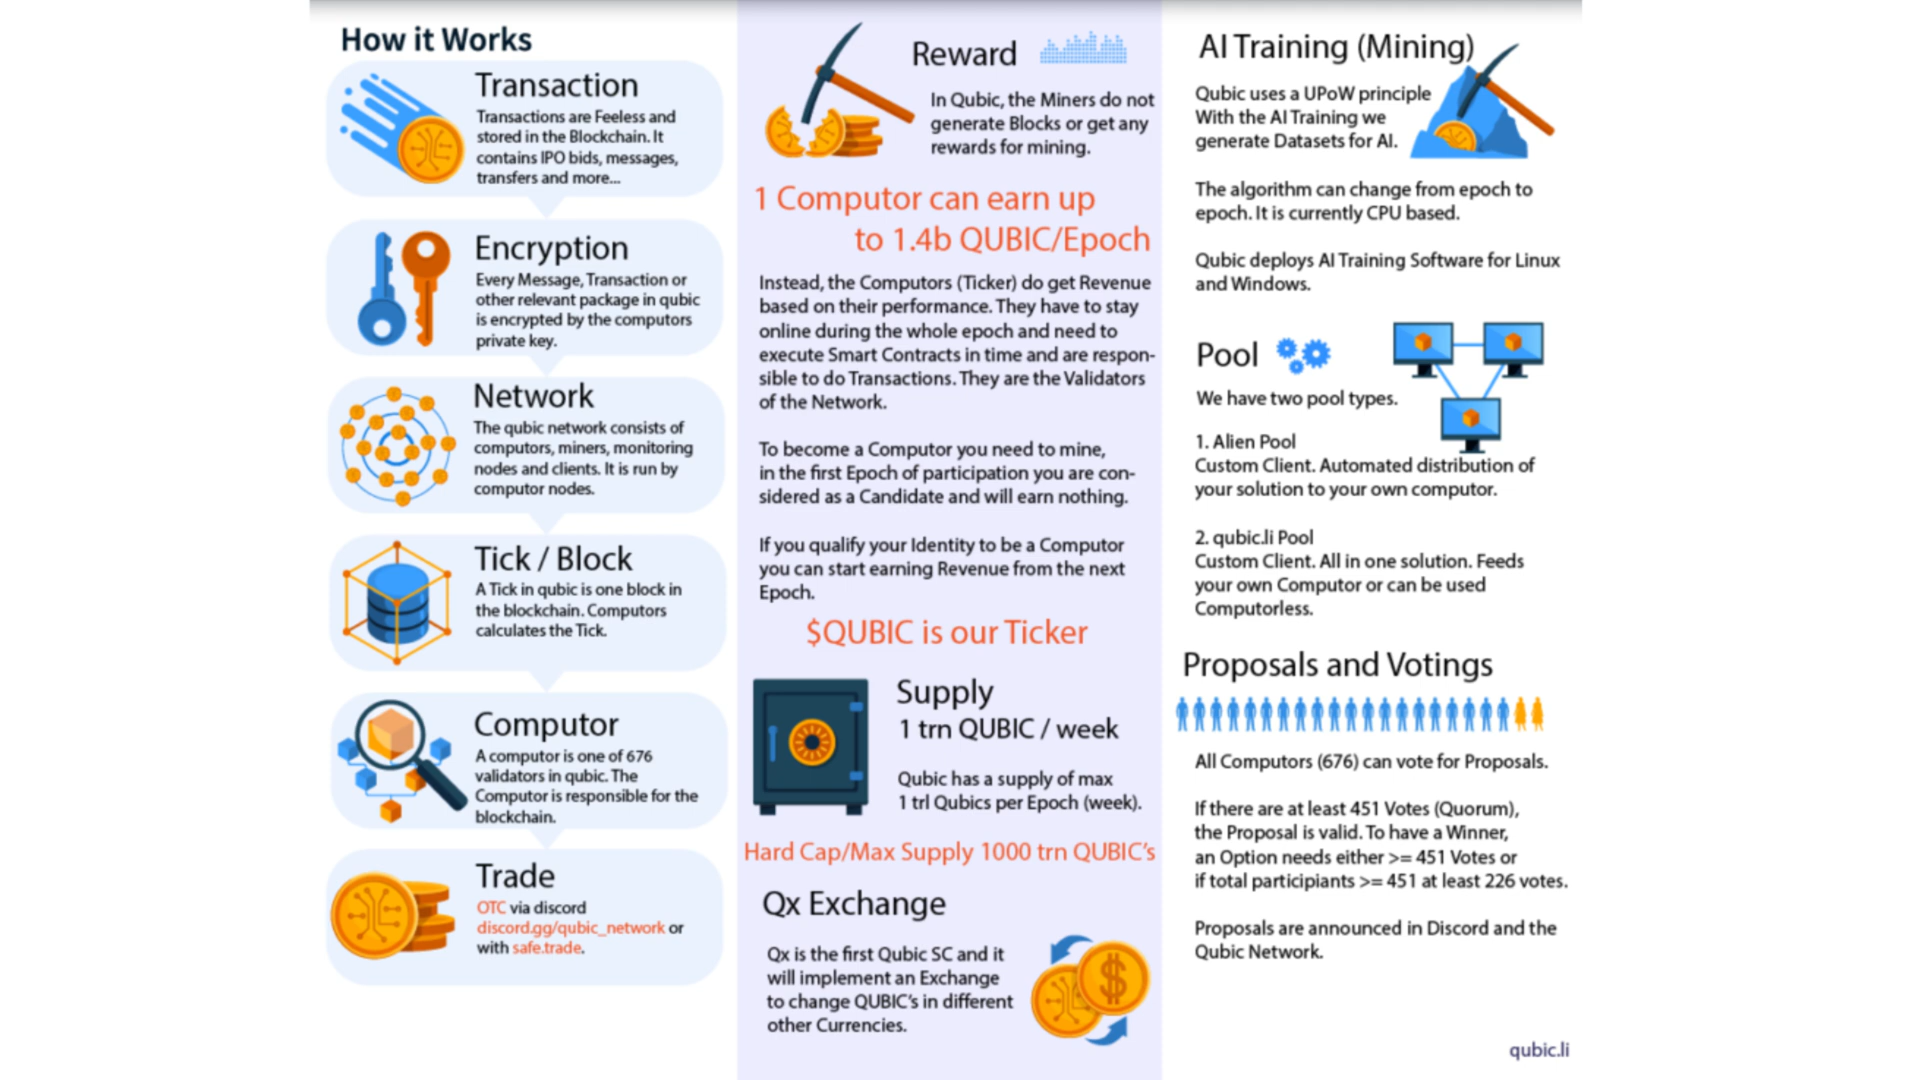 How it Works
Transaction
Transactions are Feeless and
stored in the Blockchain. It
contains IPO bids, messages,
transfers and more...
Encryption
Every Message, Transaction or
other relevant package in qubic
is encrypted by the computors
private key.
Network
The qubic network consists of
computors, miners, monitoring
nodes and clients. It is run by
computor nodes.
Tick / Block
A Tick in qubic is one block in
the blockchain. Computors
calculates the Tick.
Computor
A computor is one of 676
validators in qubic. The
Computor is responsible for the
blockchain.
Trade
OTC via discord
discord.gg/qubic_network or
with safe.trade.
Reward
In Qubic, the Miners do not
generate Blocks or get any
rewards for mining.
1 Computor can earn up
to 1.4b QUBIC/Epoch
Instead, the Computors (Ticker) do get Revenue
based on their performance. They have to stay
online during the whole epoch and need to
execute Smart Contracts in time and are respon-
sible to do Transactions. They are the Validators
of the Network.
To become a Computor you need to mine,
in the first Epoch of participation you are con-
sidered as a Candidate and will earn nothing.
If you qualify your Identity to be a Computor
you can start earning Revenue from the next
Epoch.
$QUBIC is our Ticker
Supply
1 trn QUBIC / week
Qubic has a supply of max
1 trl Qubics per Epoch (week).
Hard Cap/Max Supply 1000 trn QUBIC's
Qx Exchange
Qx is the first Qubic SC and it
will implement an Exchange
to change QUBIC's in different
other Currencies.
$
AI Training (Mining)
Qubic uses a UPoW principle
With the AI Training we
generate Datasets for AI.
The algorithm can change from epoch to
epoch. It is currently CPU based.
Qubic deploys AI Training Software for Linux
and Windows.
Pool
We have two pool types.
1. Alien Pool
Custom Client. Automated distribution of
your solution to your own computor.
2. qubic.li Pool
Custom Client. All in one solution. Feeds
your own Computor or can be used
Computorless.
Proposals and Votings
All Computors (676) can vote for Proposals.
If there are at least 451 Votes (Quorum),
the Proposal is valid. To have a Winner,
an Option needs either >= 451 Votes or
if total participiants >= 451 at least 226 votes.
Proposals are announced in Discord and the
Qubic Network.
qubic.li